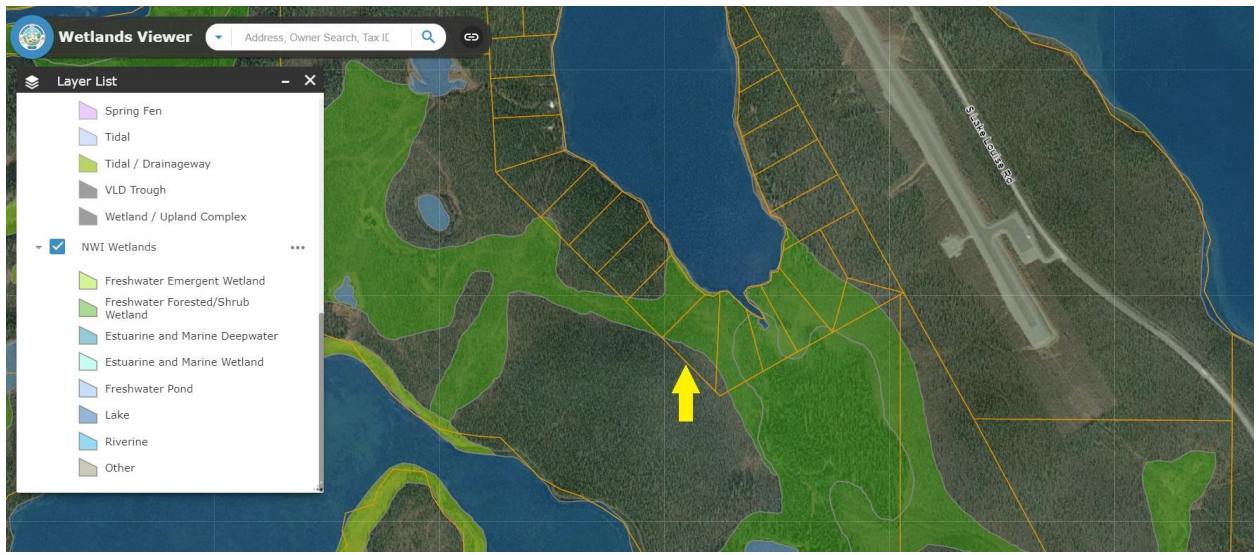 Wetlands Viewer
Address, Owner Search, Tax ID
Layer List
Spring Fen
Tidal
Tidal / Drainageway
VLD Trough
Wetland / Upland Complex
NWI Wetlands
Freshwater Emergent Wetland
Freshwater Forested/Shrub
Wetland
Estuarine and Marine Deepwater
Estuarine and Marine Wetland
Freshwater Pond
Lake
Riverine
Other
S Lake Louise Rd